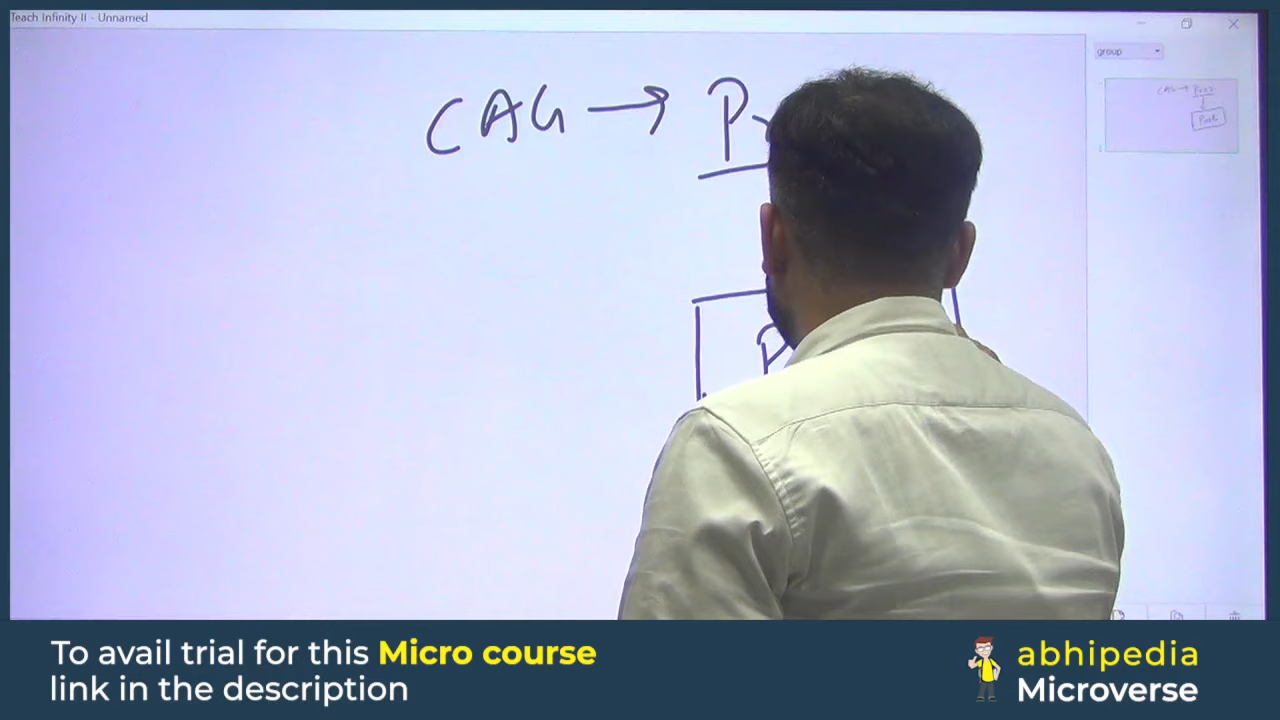 Teach Infinity II - Unnamed
group
CAG → Pr
P
To avail trial for this Micro course
link in the description
abhipedia
Microverse